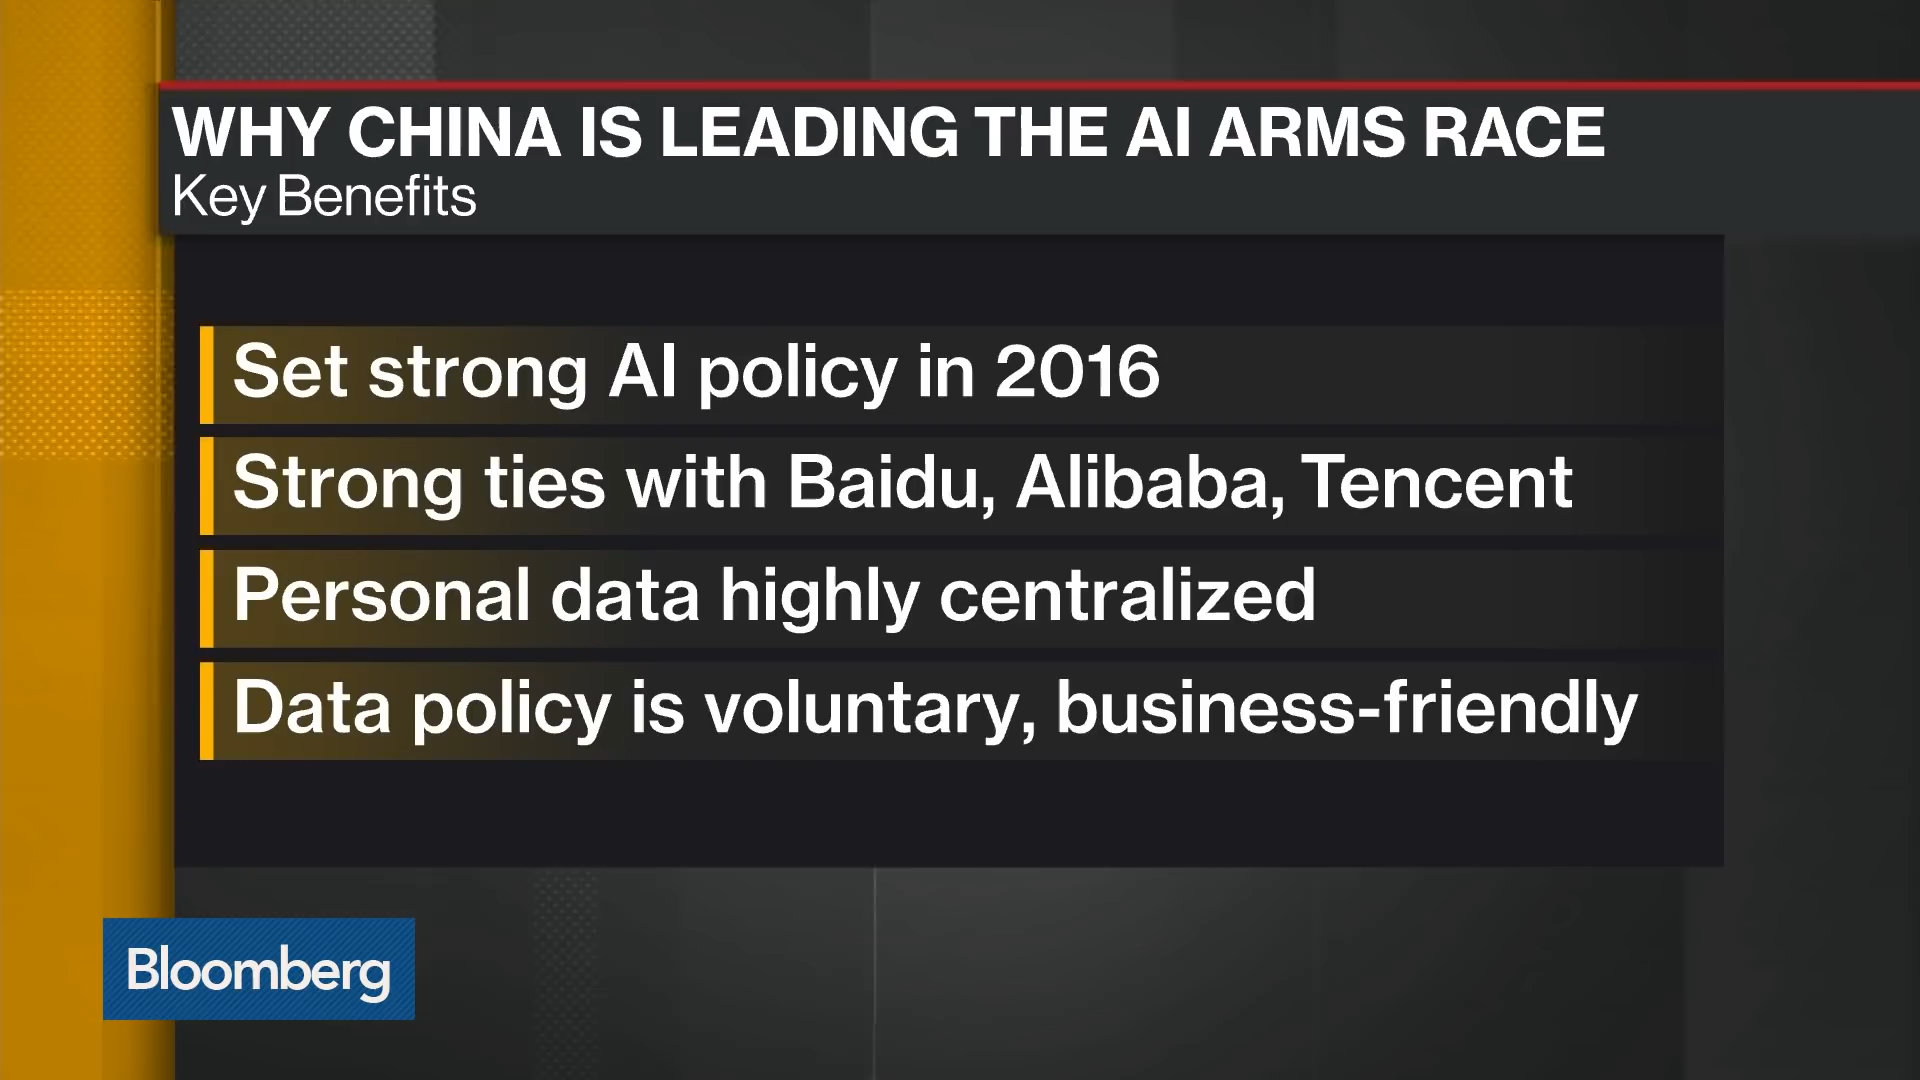 WHY CHINA IS LEADING THE AI ARMS RACE
Key Benefits
Set strong AI policy in 2016
Strong ties with Baidu, Alibaba, Tencent
Personal data highly centralized
Data policy is voluntary, business-friendly
Bloomberg